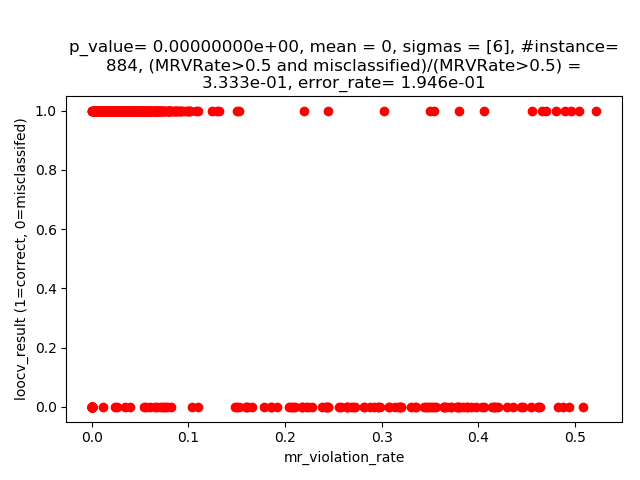 p_value= 0.00000000e+00, mean = 0, sigmas = [6], #instance=
884, (MRVRate>0.5 and misclassified)/(MRVRate>0.5) =
3.333e-01, error_rate= 1.946e-01
loocv_result (1=correct, 0=misclassifed)
1.0
0.8
0.6
0.4
0.2
0.0
0.0 0.1 0.2 0.3 0.4 0.5
mr_violation_rate